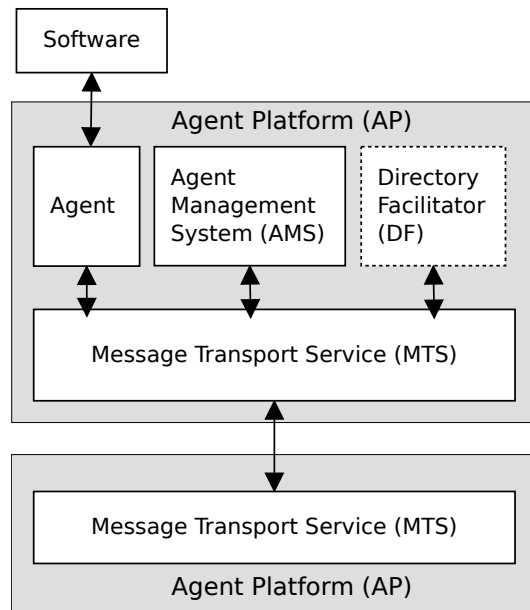 Software
Agent Platform (AP)
Agent
Agent
Management
System (AMS)
Directory
Facilitator
(DF)
Message Transport Service (MTS)
Message Transport Service (MTS)
Agent Platform (AP)